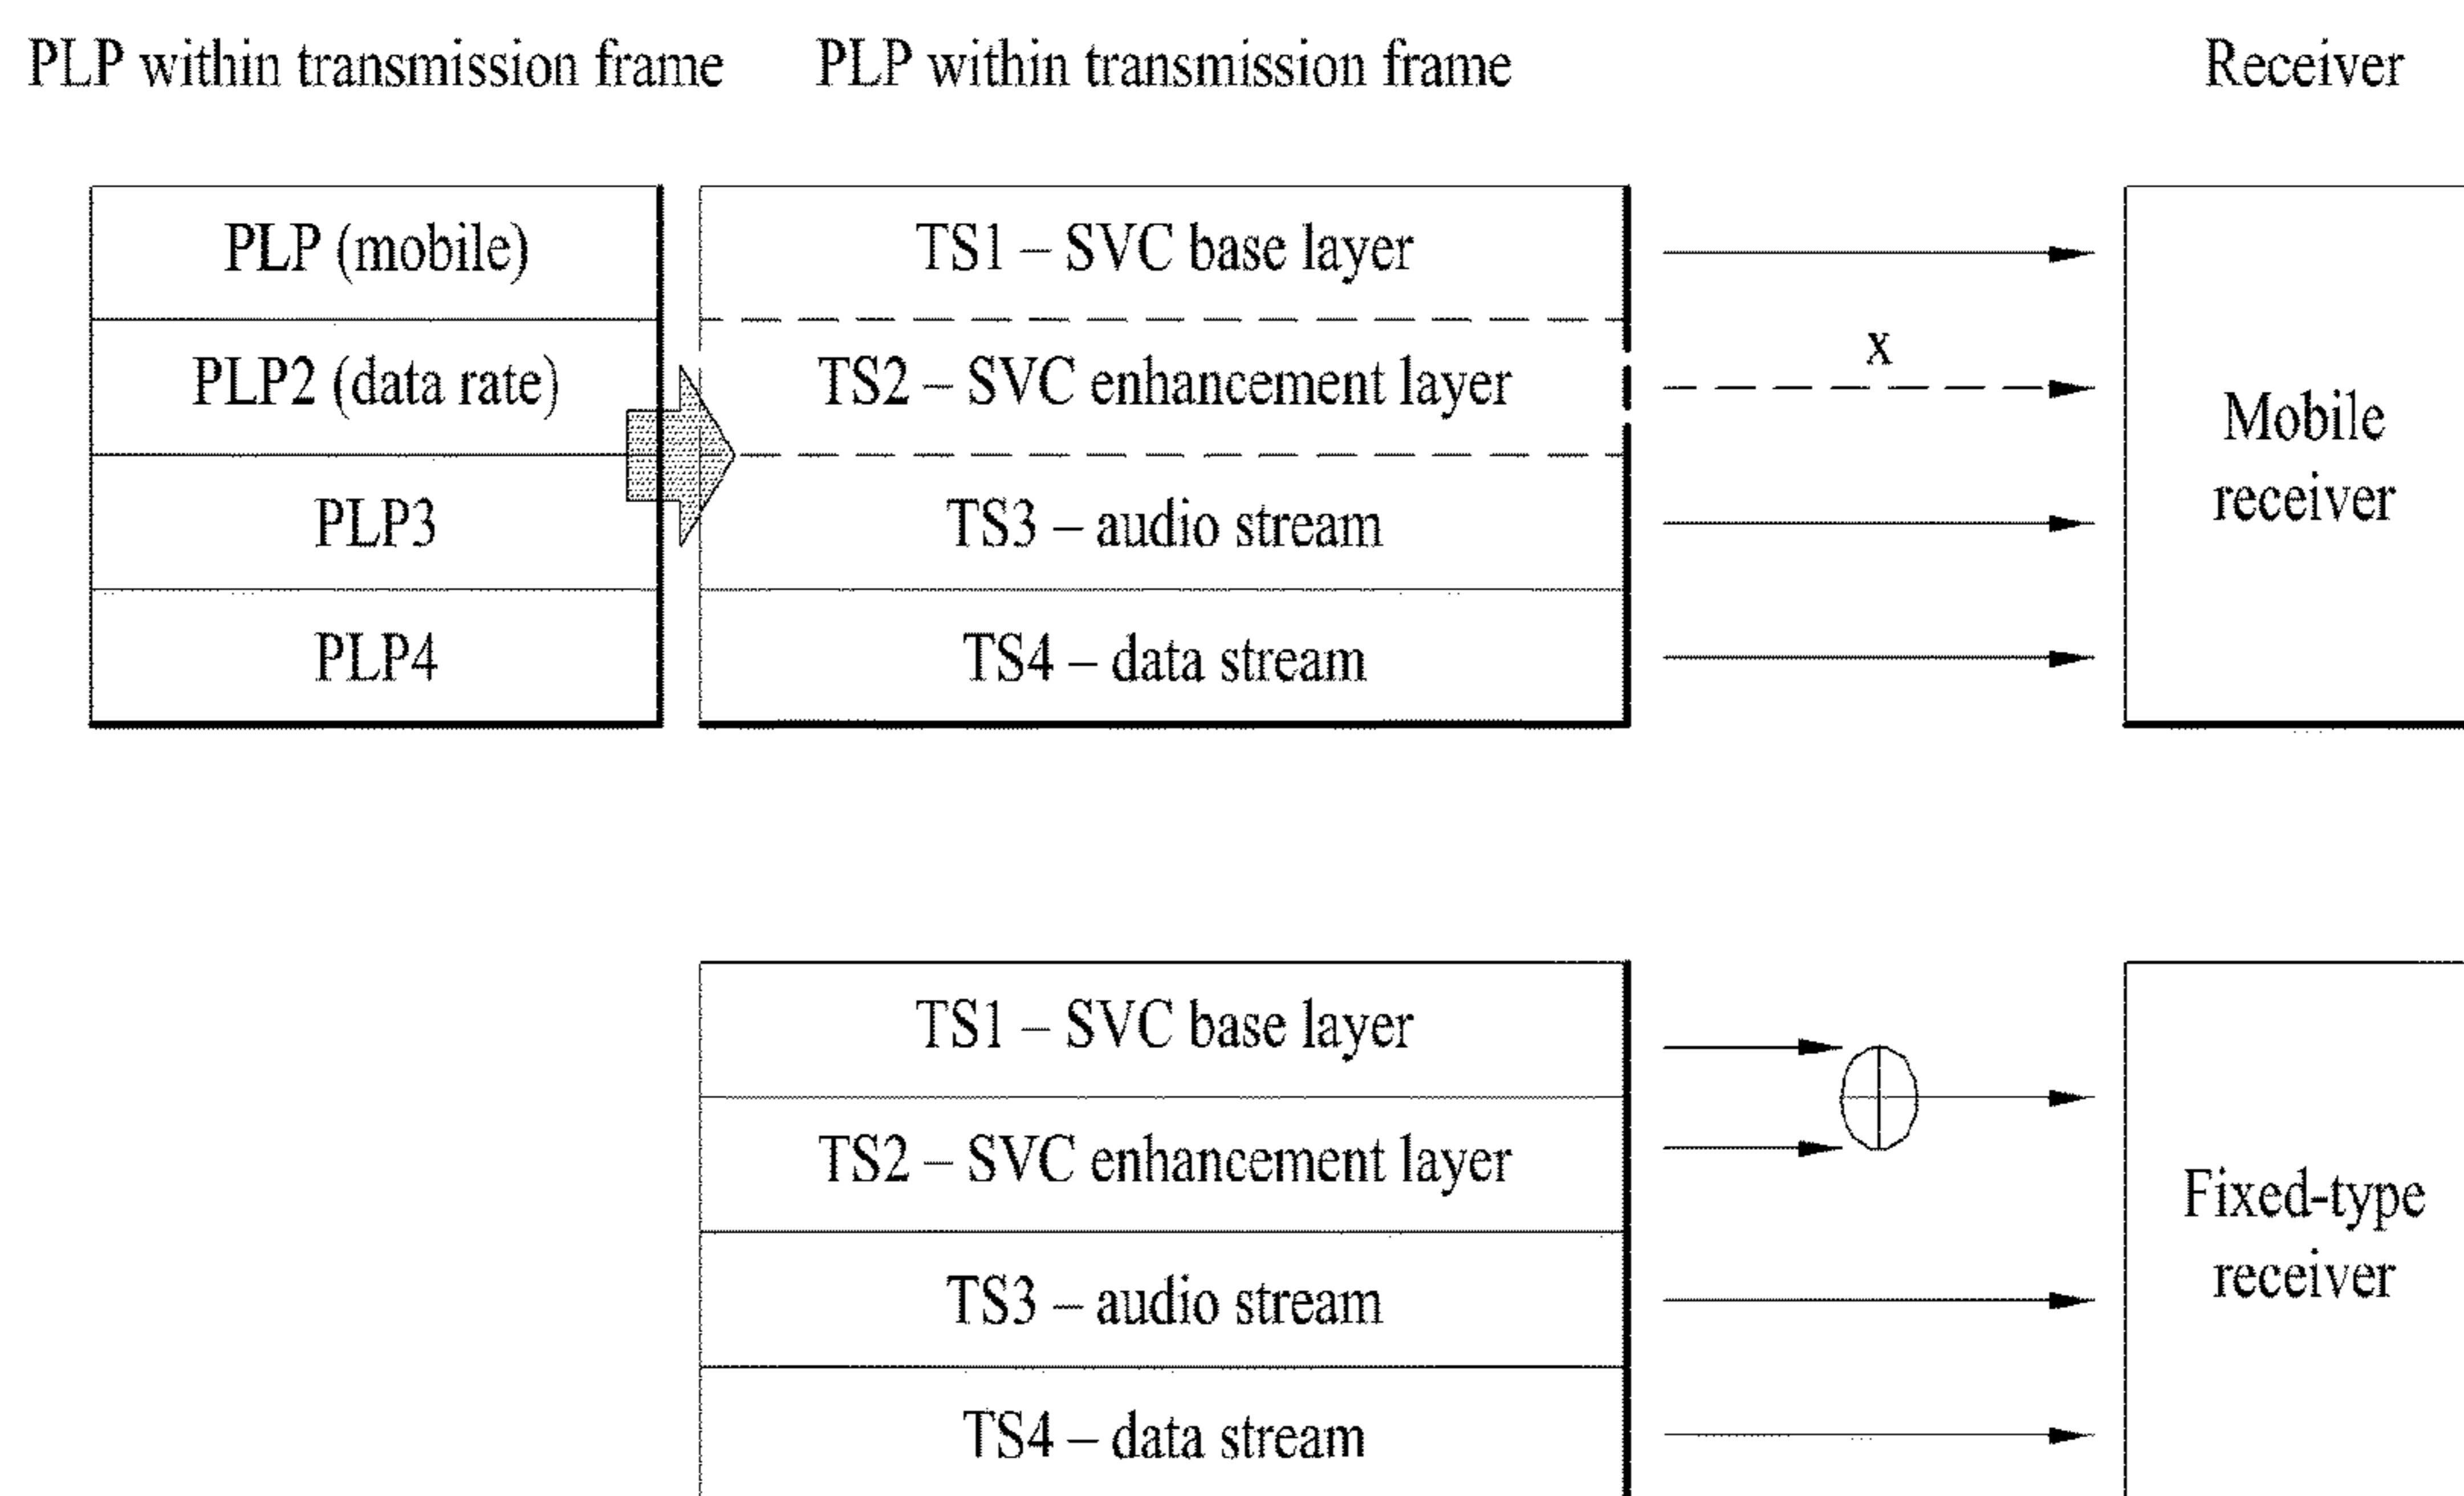 PLP within transmission frame
PLP within transmission frame
Receiver
PLP (mobile)
PLP2 (data rate)
PLP3
PLP4
TS1 – SVC base layer
TS2 – SVC enhancement layer
TS3 – audio stream
TS4 – data stream
x
Mobile
receiver
TS1 – SVC base layer
TS2 – SVC enhancement layer
TS3 – audio stream
TS4 – data stream
Fixed-type
receiver